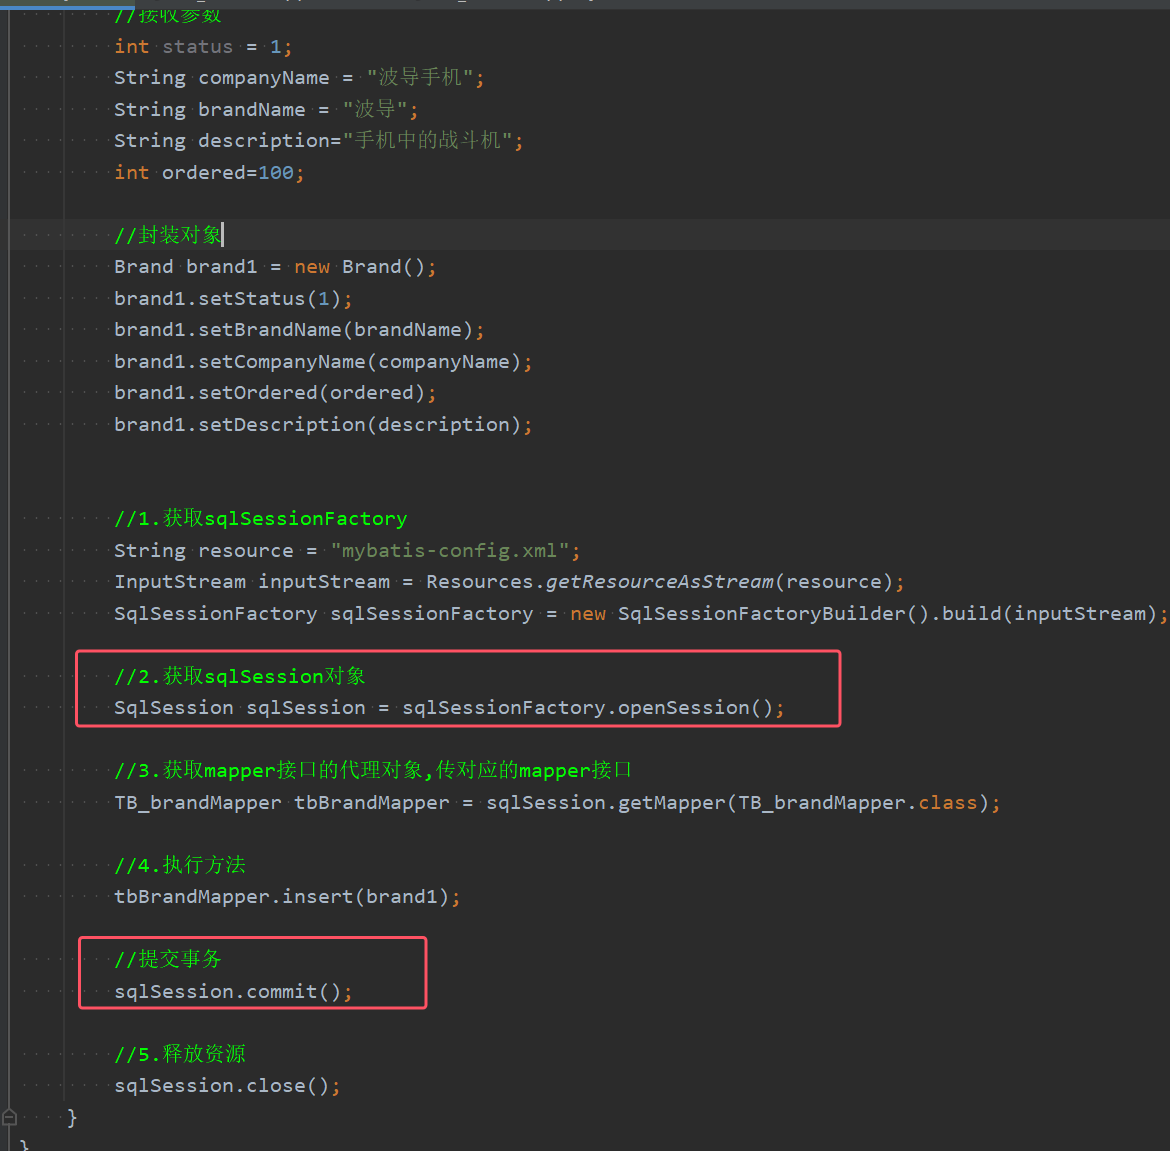 //接收参数
int status = 1;
String companyName = "波导手机";
String brandName = "波导";
String description="手机中的战斗机";
int ordered=100;
//封装对象
Brand brand1 = new Brand();
brand1.setStatus(1);
brand1.setBrandName(brandName);
brand1.setCompanyName(companyName);
brand1.setOrdered(ordered);
brand1.setDescription(description);
//1.获取sqlSessionFactory
String resource = "mybatis-config.xml";
InputStream inputStream = Resources.getResourceAsStream(resource);
SqlSessionFactory sqlSessionFactory = new SqlSessionFactoryBuilder().build(inputStream);
//2.获取sqlSession对象
SqlSession sqlSession = sqlSessionFactory.openSession();
//3.获取mapper接口的代理对象,传对应的mapper接口
TB_brandMapper tbBrandMapper = sqlSession.getMapper(TB_brandMapper.class);
//4.执行方法
tbBrandMapper.insert(brand1);
//提交事务
sqlSession.commit();
//5.释放资源
sqlSession.close();
}
}